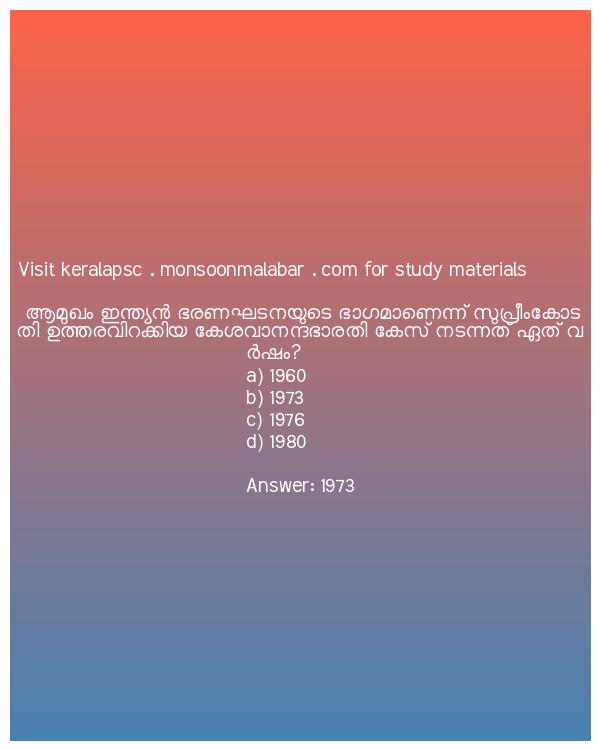 Visit keralapsc . monsoonmalabar . com for study materials
ആമുഖം ഇന്ത്യൻ ഭരണഘടനയുടെ ഭാഗമാണെന്ന് സുപ്രീംകോട
തി ഉത്തരവിറക്കിയ കേശവാനന്ദഭാരതി കേസ് നടന്നത് ഏത് വ
ർഷം?
a) 1960
b) 1973
c) 1976
d) 1980
Answer: 1973